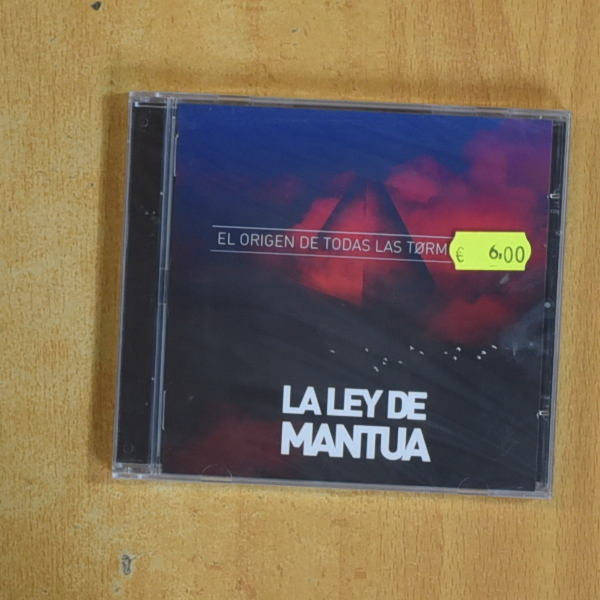 EL ORIGEN DE TODAS LAS TØRM
€ 6,00
LA LEY DE
MANTUA